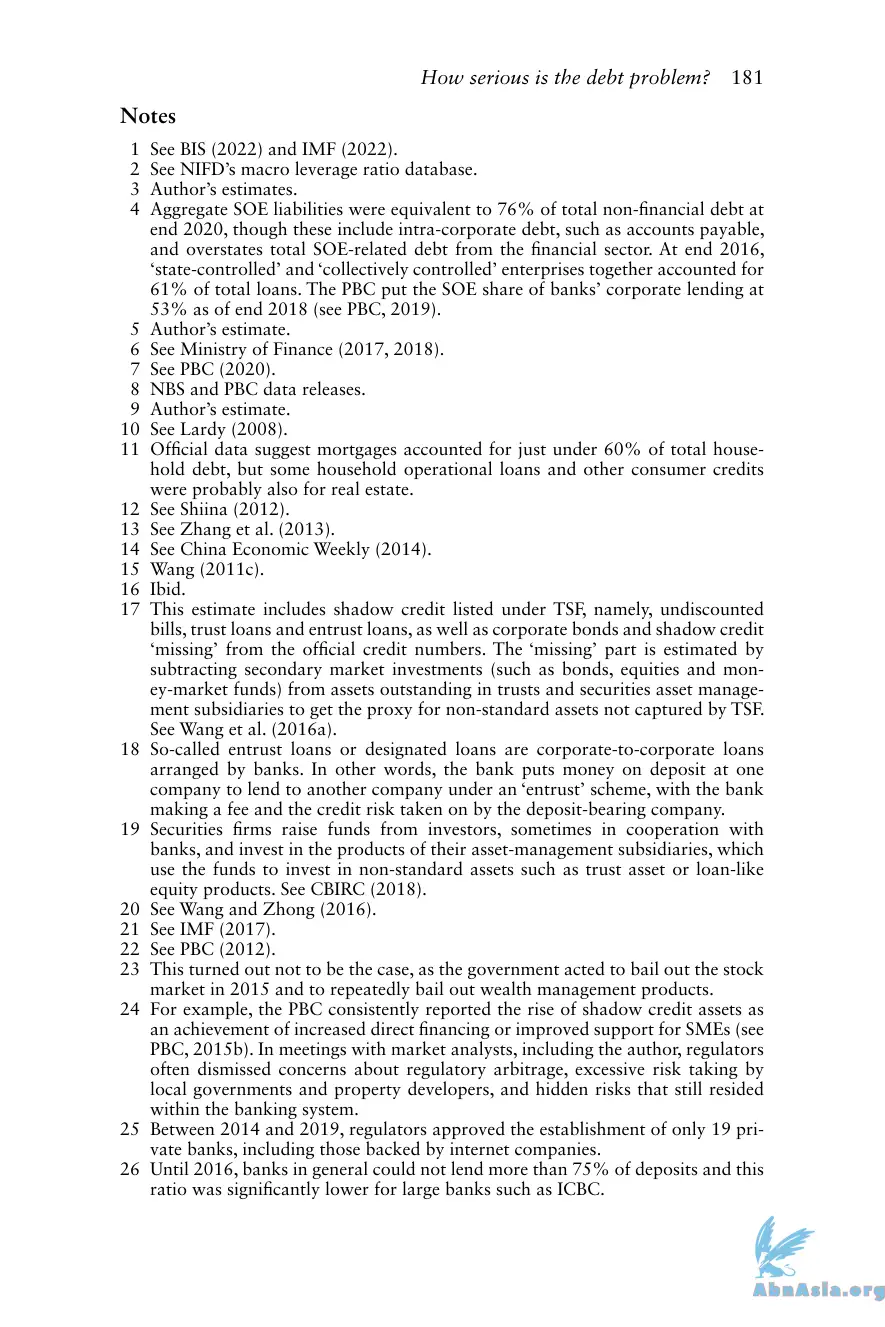 How serious is the debt problem? 181
Notes
1 See BIS (2022) and IMF (2022).
2 See NIFD’s macro leverage ratio database.
3 Author’s estimates.
4 Aggregate SOE liabilities were equivalent to 76% of total non-financial debt at
end 2020, though these include intra-corporate debt, such as accounts payable,
and overstates total SOE-related debt from the financial sector. At end 2016,
‘state-controlled’ and ‘collectively controlled’ enterprises together accounted for
61% of total loans. The PBC put the SOE share of banks’ corporate lending at
53% as of end 2018 (see PBC, 2019).
5 Author’s estimate.
6 See Ministry of Finance (2017, 2018).
7 See PBC (2020).
8 NBS and PBC data releases.
9 Author’s estimate.
10 See Lardy (2008).
11 Official data suggest mortgages accounted for just under 60% of total house-
hold debt, but some household operational loans and other consumer credits
were probably also for real estate.
12 See Shiina (2012).
13 See Zhang et al. (2013).
14 See China Economic Weekly (2014).
15 Wang (2011c).
16 Ibid.
17 This estimate includes shadow credit listed under TSF, namely, undiscounted
bills, trust loans and entrust loans, as well as corporate bonds and shadow credit
‘missing’ from the official credit numbers. The ‘missing’ part is estimated by
subtracting secondary market investments (such as bonds, equities and mon-
ey-market funds) from assets outstanding in trusts and securities asset manage-
ment subsidiaries to get the proxy for non-standard assets not captured by TSF.
See Wang et al. (2016a).
18 So-called entrust loans or designated loans are corporate-to-corporate loans
arranged by banks. In other words, the bank puts money on deposit at one
company to lend to another company under an ‘entrust’ scheme, with the bank
making a fee and the credit risk taken on by the deposit-bearing company.
19 Securities firms raise funds from investors, sometimes in cooperation with
banks, and invest in the products of their asset-management subsidiaries, which
use the funds to invest in non-standard assets such as trust asset or loan-like
equity products. See CBIRC (2018).
20 See Wang and Zhong (2016).
21 See IMF (2017).
22 See PBC (2012).
23 This turned out not to be the case, as the government acted to bail out the stock
market in 2015 and to repeatedly bail out wealth management products.
24 For example, the PBC consistently reported the rise of shadow credit assets as
an achievement of increased direct financing or improved support for SMEs (see
PBC, 2015b). In meetings with market analysts, including the author, regulators
often dismissed concerns about regulatory arbitrage, excessive risk taking by
local governments and property developers, and hidden risks that still resided
within the banking system.
25 Between 2014 and 2019, regulators approved the establishment of only 19 pri-
vate banks, including those backed by internet companies.
26 Until 2016, banks in general could not lend more than 75% of deposits and this
ratio was significantly lower for large banks such as ICBC.
AbnAsia.org